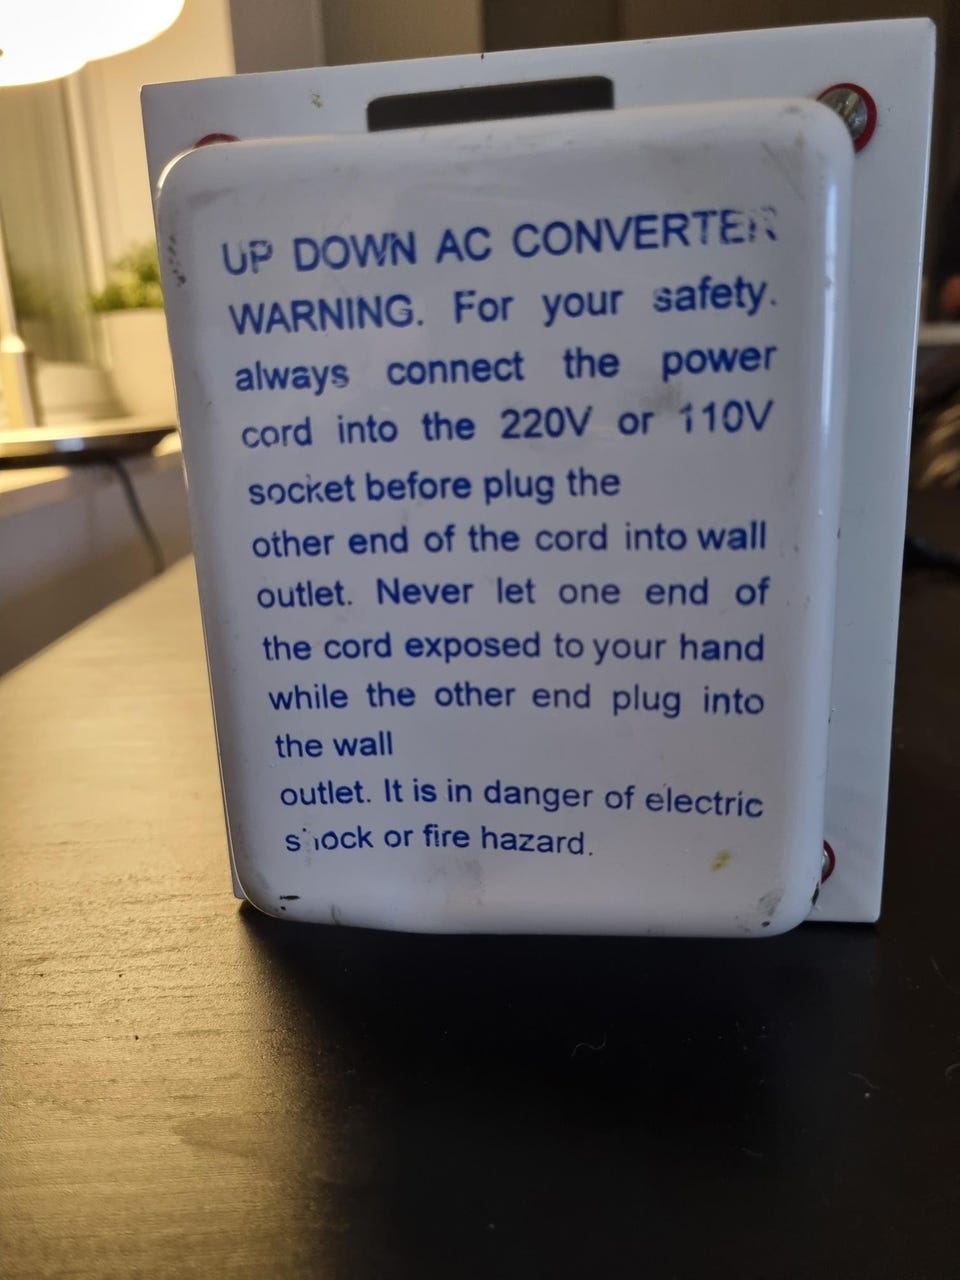 UP DOWN AC CONVERTER
WARNING. For your safety.
always connect the power
cord into the 220V or 110V
socket before plug the
other end of the cord into wall
outlet. Never let one end of
the cord exposed to your hand
while the other end plug into
the wall
outlet. It is in danger of electric
shock or fire hazard.